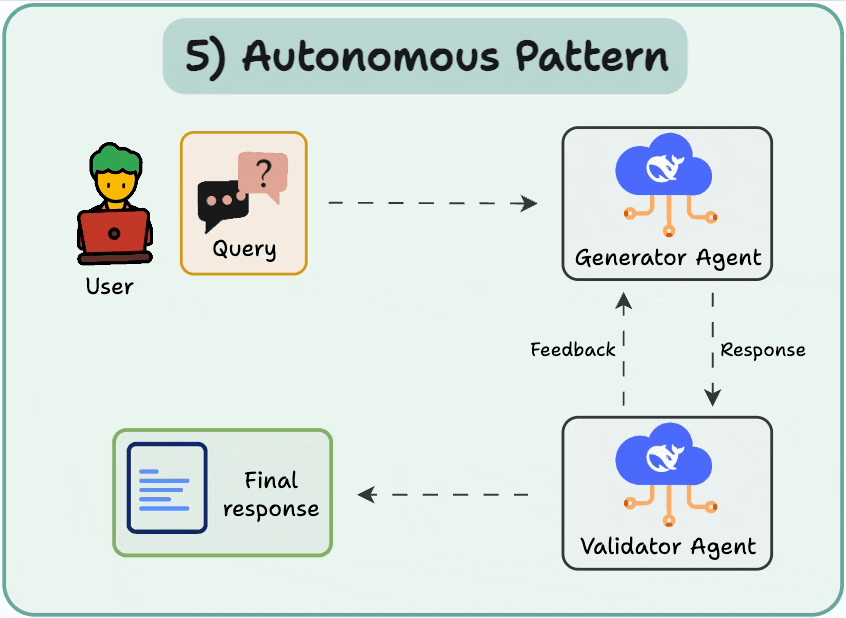 5) Autonomous Pattern
?
Query
User
Generator Agent
Feedback
Response
Final
response
Validator Agent